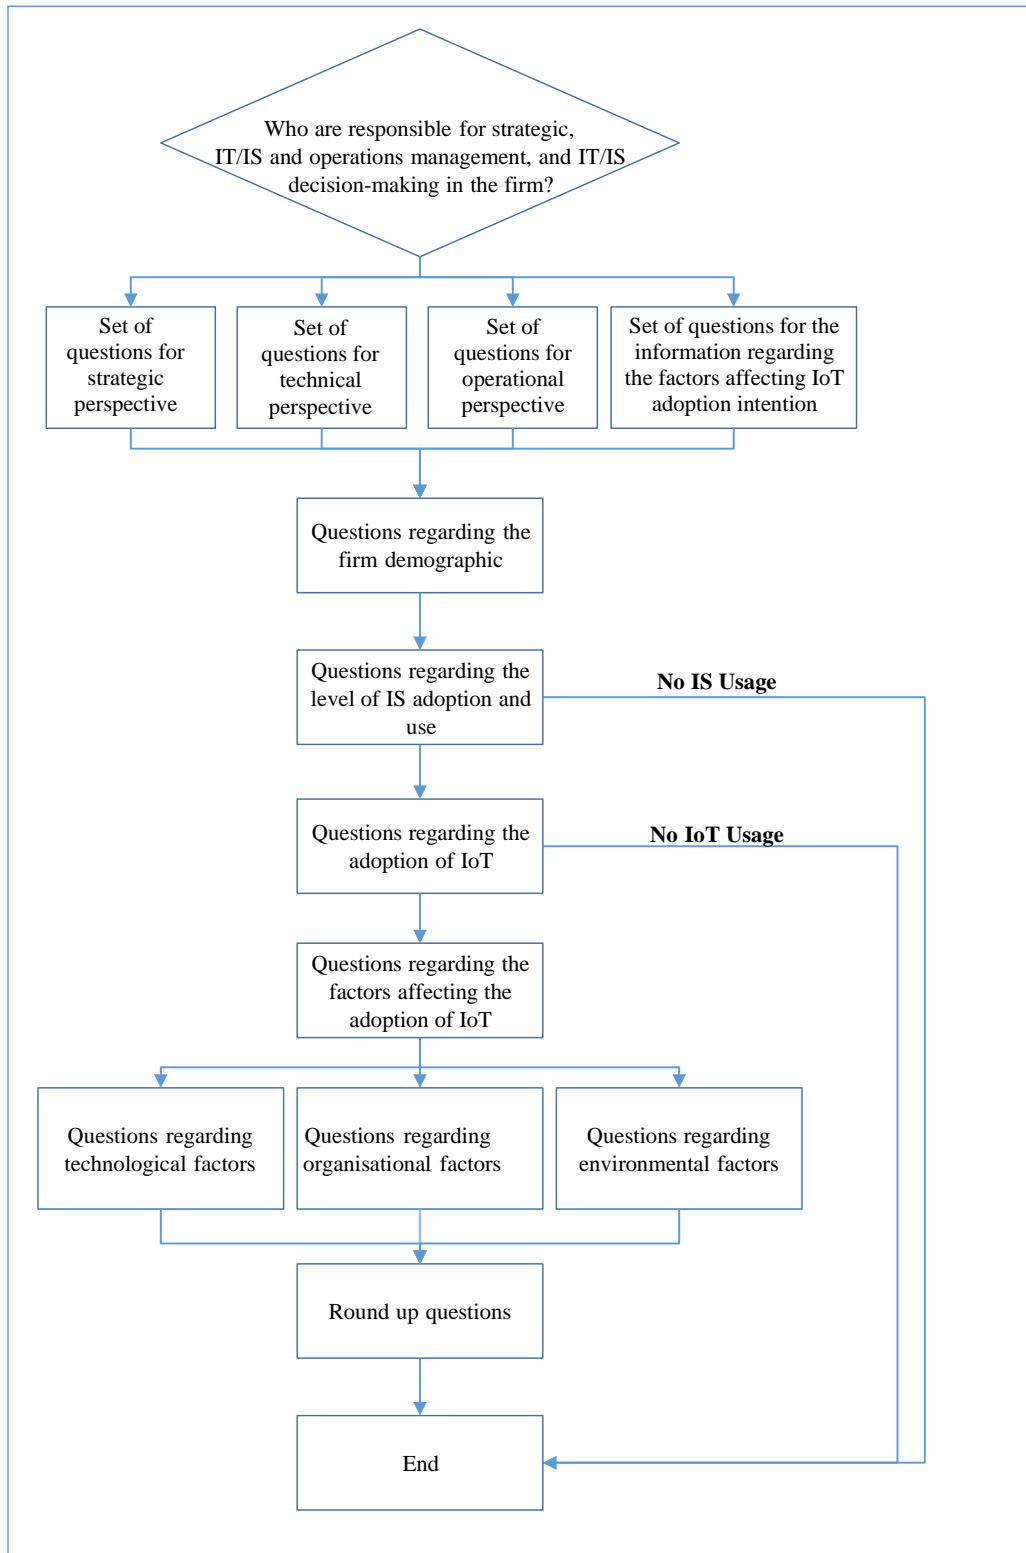 Who are responsible for strategic,
IT/IS and operations management, and IT/IS
decision-making in the firm?
Set of
questions for
strategic
perspective
Set of
questions for
technical
perspective
Set of
questions for
operational
perspective
Set of questions for the
information regarding
the factors affecting IoT
adoption intention
Questions regarding the
firm demographic
Questions regarding the
level of IS adoption and
use
No IS Usage
Questions regarding the
adoption of IoT
No IoT Usage
Questions regarding the
factors affecting the
adoption of IoT
Questions regarding
technological factors
Questions regarding
organisational factors
Questions regarding
environmental factors
Round up questions
End